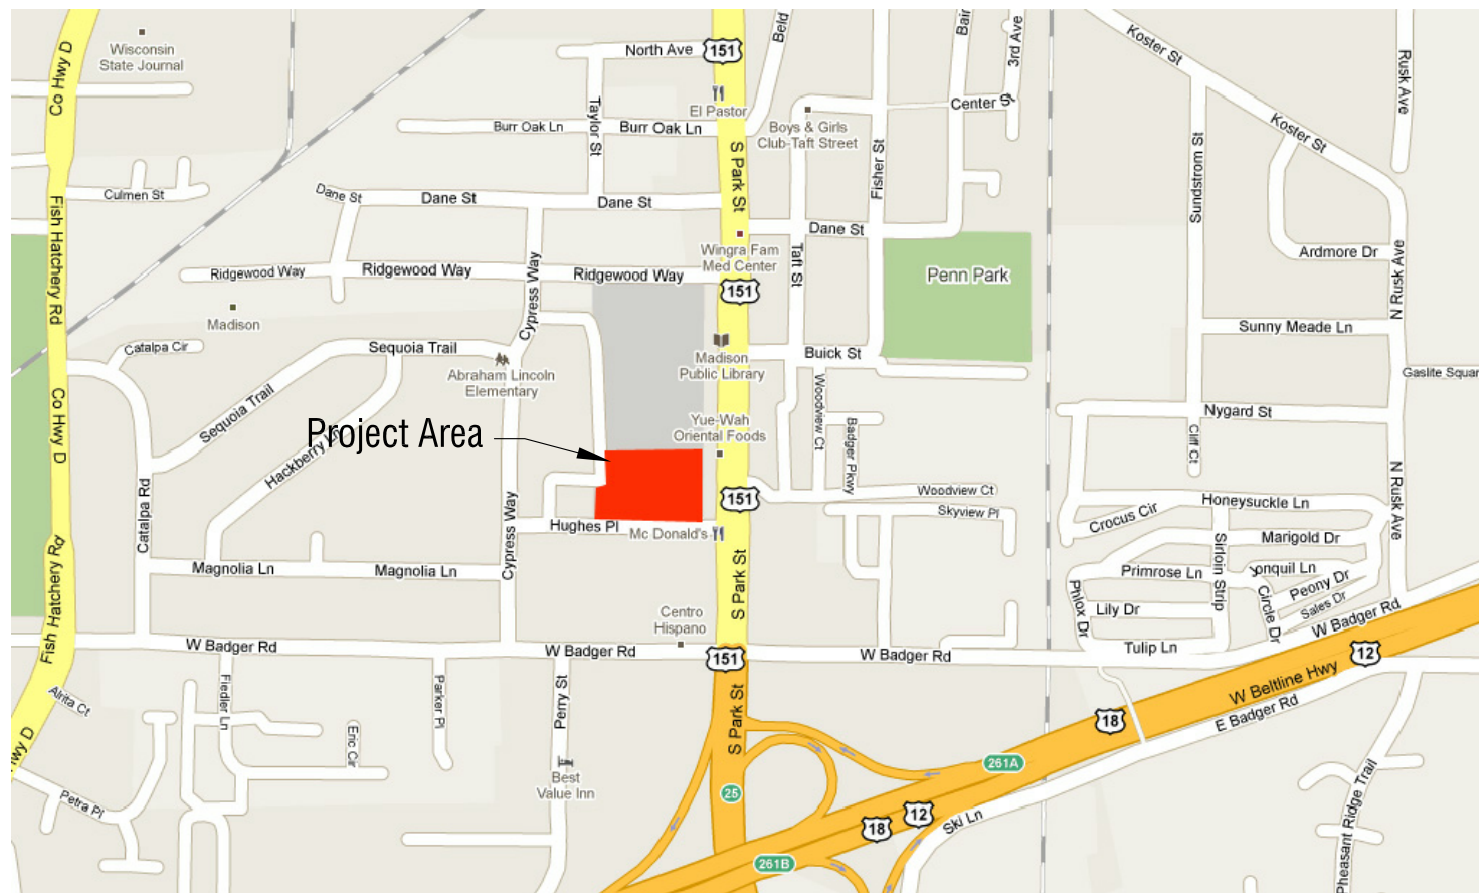 Co Hwy D
Wisconsin
State Journal
North Ave
151
Beld
Bair
3rd Ave
Koster St
Rusk Ave
El Pastor
Taylor St
Burr Oak Ln
Burr Oak Ln
Boys & Girls
Club-Taft Street
Center St
Koster St
S Park St
Fisher St
Sundstrom St
Culmen St
Dane St
Dane St
Dane St
Dane St
Fish Hatchery Rd
Wingra Fam
Med Center
Taft St
Ardmore Dr
Ridgewood Way
Ridgewood Way
Ridgewood Way
Cypress Way
151
Penn Park
N Rusk Ave
Madison
Sunny Meade Ln
Catalpa Cir
Sequoia Trail
Abraham Lincoln
Elementary
Madison
Public Library
Buick St
Gaslite Squar
Co Hwy D
Sequoia Trail
Hackberry Ln
Project Area
Yue-Wah
Oriental Foods
Woodview Ct
Badger Pkwy
Nygard St
Cliff Ct
Catalpa Rd
Cypress Way
151
Woodview Ct
Skyview Pl
Honeysuckle Ln
N Rusk Ave
Crocus Cir
Hughes Pl
Mc Donald's
Marigold Dr
Fish Hatchery Rd
Magnolia Ln
Magnolia Ln
S Park St
Primrose Ln
Sirloin Strip
Jonquil Ln
Peony Dr
Phlox Dr
Lily Dr
Circle Dr
Sales Dr
W Badger Rd
Centro
Hispano
W Badger Rd
W Badger Rd
151
W Badger Rd
Tulip Ln
12
W Beltline Hwy
Alrita Ct
Fiedler Ln
Parker Pl
Perry St
S Park St
18
E Badger Rd
Hwy D
Eric Cir
261A
Best
Value Inn
25
Petra Pl
18
12
Ski Ln
261B
Pheasant Ridge Trail